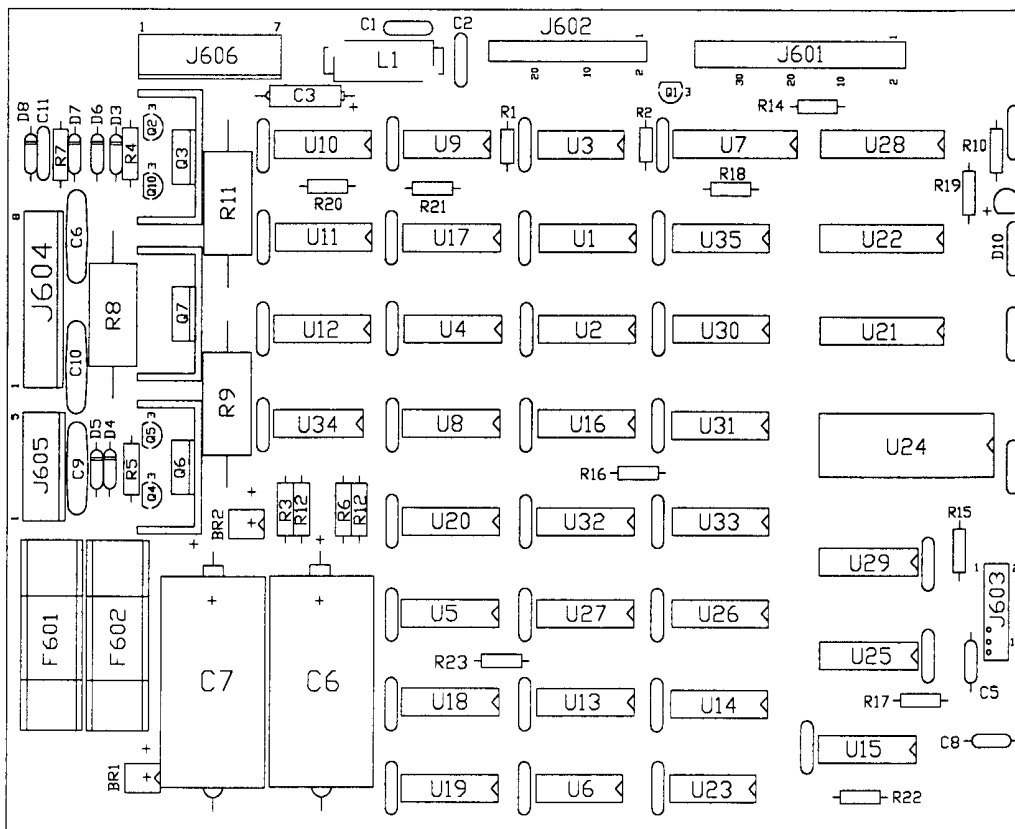 C1 C2
1 7
J606
L1
J602
1
20 10 2
J601
1
30 20 10 2
C3
+
Q1 3
R14
D8 C11 R7 D7 D6 D3 R4
Q2 3
Q10 3
Q3
R11
U10
U9
R1
U3
R2
U7
U28
R10
R20
R21
R18
R19
+
D10
8
J604
1
C6
R8
Q7
U11
U17
U1
U35
U22
C10
R9
U12
U4
U2
U30
U21
5
J605
1
C9
D5 D4
R5
Q5 3
Q4 3
Q6
U34
U8
U16
U31
U24
R16
BR2
+
+
R3 R12
R6 R12
U20
U32
U33
R15
U29
1 2
J603
1
+ +
F601
F602
+
C7
+
C6
U5
U27
U26
R23
U25
C5
R17
U18
U13
U14
C8
U15
+
BR1
+
U19
U6
U23
R22